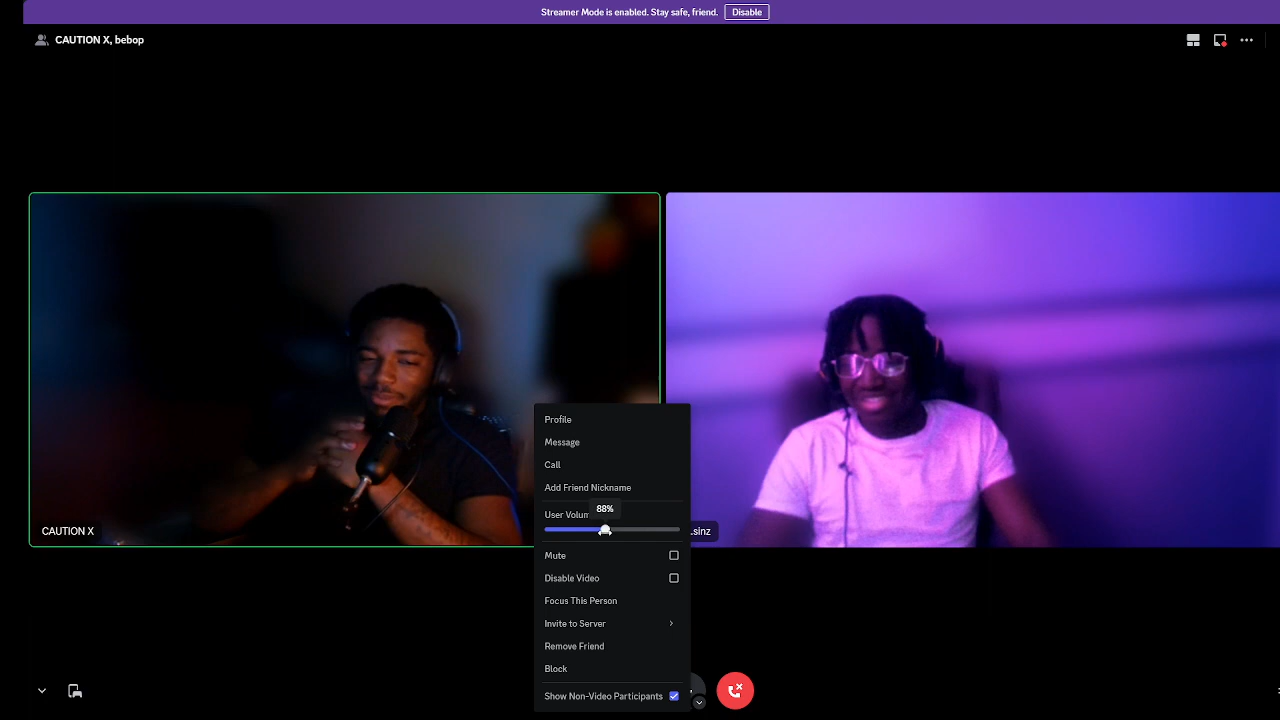 Streamer Mode is enabled. Stay safe, friend. Disable
CAUTION X, bebop
Profile
Message
Call
Add Friend Nickname
88%
User Volum
CAUTION X
.sinz
Mute
Disable Video
Focus This Person
Invite to Server
Remove Friend
Block
Show Non-Video Participants